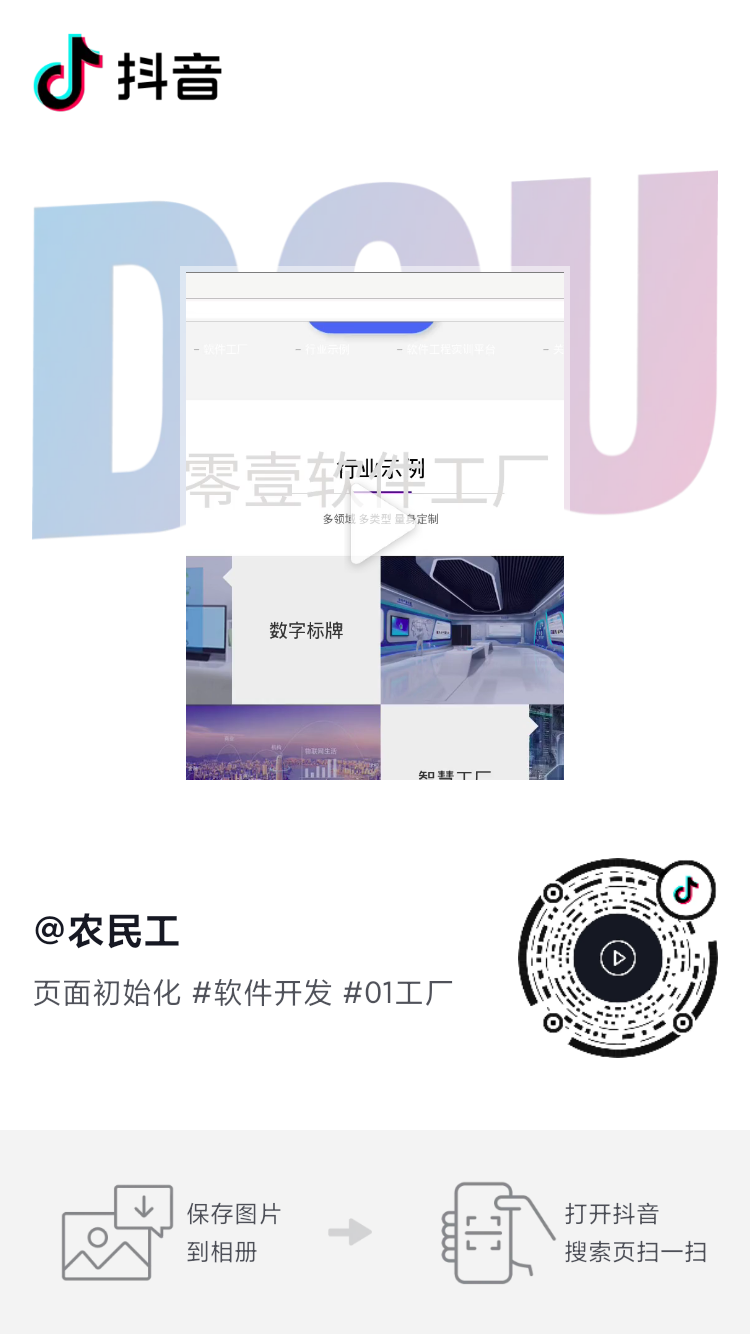 抖音
DOU
– 软件工厂 – 行业示例 – 软件工程实训平台 – 关
零壹软件工厂
行业示例
多领域 多类型 量身定制
数字标牌
智慧工厂
@农民工
页面初始化 #软件开发 #01工厂
保存图片
到相册
打开抖音
搜索页扫一扫